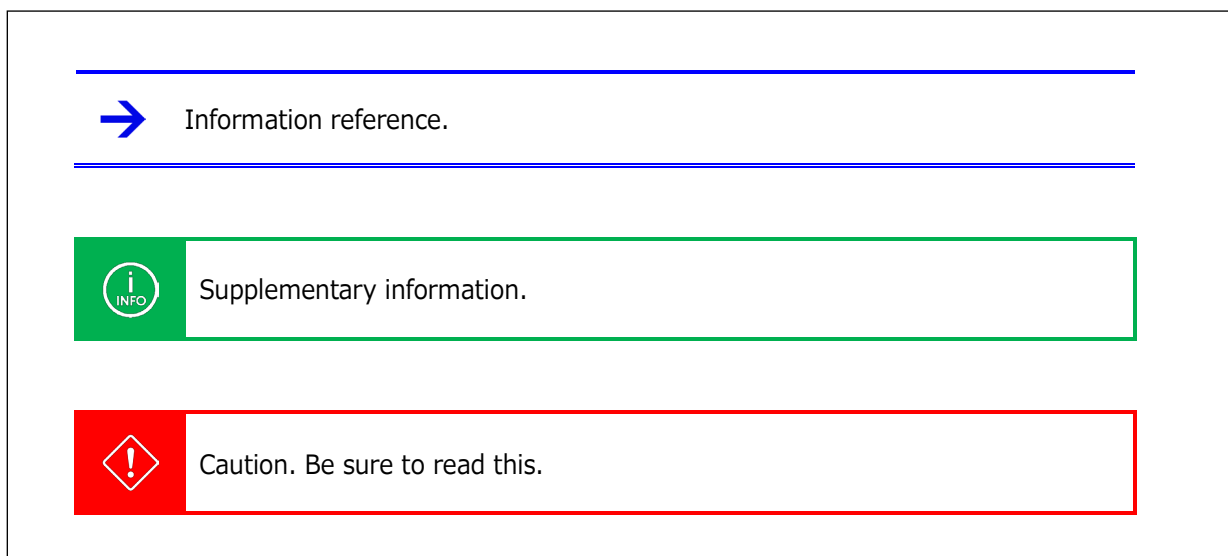 Information reference.
i
INFO
Supplementary information.
!
Caution. Be sure to read this.